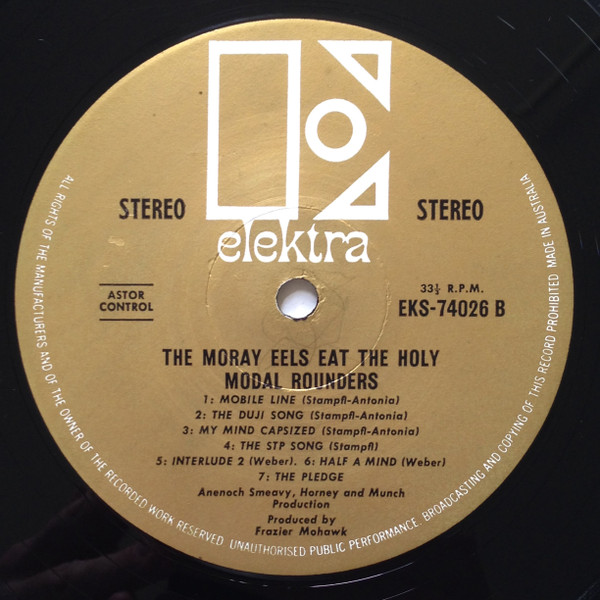 elektra
STEREO
STEREO
ASTOR
CONTROL
33⅓ R.P.M.
EKS-74026 B
THE MORAY EELS EAT THE HOLY
MODAL ROUNDERS
1: MOBILE LINE (Stampfl-Antonia)
2: THE DUJI SONG (Stampfl-Antonia)
3: MY MIND CAPSIZED (Stampfl-Antonia)
4: THE STP SONG (Stampfl)
5: INTERLUDE 2 (Weber). 6: HALF A MIND (Weber)
7: THE PLEDGE
Anenoch Smeavy, Horney and Munch
Production
Produced by
Frazier Mohawk
ALL RIGHTS OF THE MANUFACTURERS AND OF THE OWNER OF THE RECORDED WORK RESERVED. UNAUTHORISED PUBLIC PERFORMANCE. BROADCASTING AND COPYING OF THIS RECORD PROHIBITED MADE IN AUSTRALIA